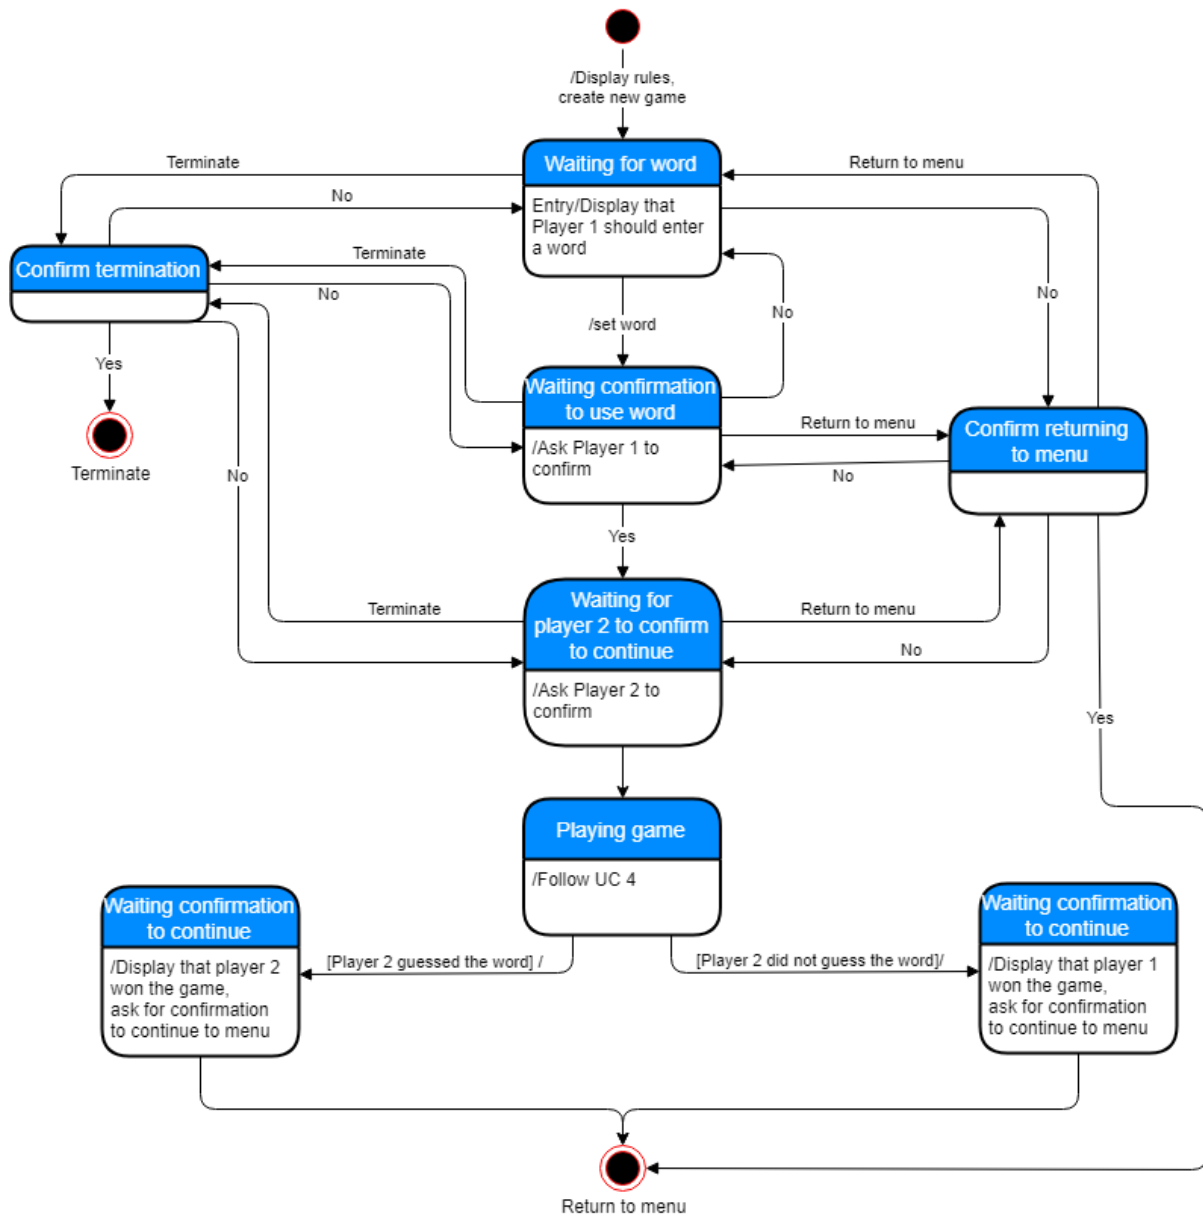 /Display rules,
create new game
Waiting for word
Entry/Display that
Player 1 should enter
a word
Terminate
No
Return to menu
Confirm termination
Terminate
No
No
No
/set word
Yes
Terminate
Waiting confirmation
to use word
/Ask Player 1 to
confirm
Return to menu
No
Confirm returning
to menu
No
Yes
Waiting for
player 2 to confirm
to continue
/Ask Player 2 to
confirm
Terminate
Return to menu
No
Yes
Playing game
/Follow UC 4
Waiting confirmation
to continue
/Display that player 2
won the game,
ask for confirmation
to continue to menu
[Player 2 guessed the word] /
[Player 2 did not guess the word]/
Waiting confirmation
to continue
/Display that player 1
won the game,
ask for confirmation
to continue to menu
Return to menu